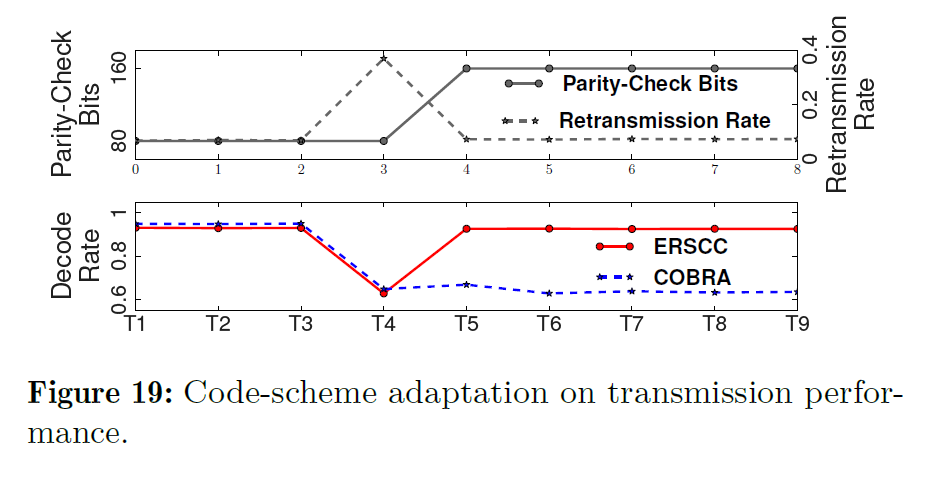 Parity-Check
Bits
160
80
0.4
0.2
0
Retransmission
Rate
Parity-Check Bits
Retransmission Rate
0 1 2 3 4 5 6 7 8
Decode
Rate
1
0.8
0.6
ERSCC
COBRA
T1 T2 T3 T4 T5 T6 T7 T8 T9
Figure 19: Code-scheme adaptation on transmission perfor-
mance.